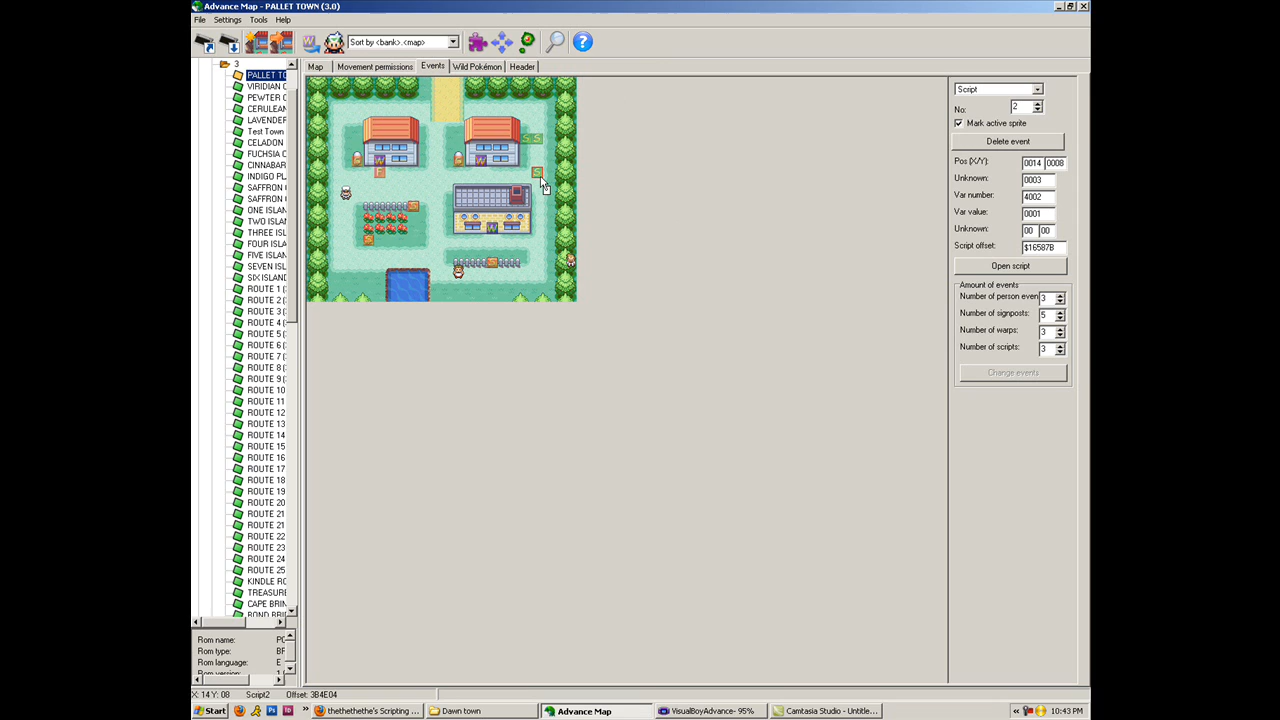 Advance Map - PALLET TOWN (3.0)
File Settings Tools Help
Sort by <bank>.<map>
3
PALLET TO
VIRIDIAN C
PEWTER C
CERULEAN
LAVENDER
Test Town
CELADON
FUCHSIA C
CINNABAR
INDIGO PL
SAFFRON
SAFFRON
ONE ISLAN
TWO ISLAN
THREE ISL
FOUR ISLA
FIVE ISLAN
SEVEN ISL
SIX ISLAND
ROUTE 1 (
ROUTE 2 (
ROUTE 3 (
ROUTE 4 (
ROUTE 5 (
ROUTE 6 (
ROUTE 7 (
ROUTE 8 (
ROUTE 9 (
ROUTE 10
ROUTE 11
ROUTE 12
ROUTE 13
ROUTE 14
ROUTE 15
ROUTE 16
ROUTE 17
ROUTE 18
ROUTE 19
ROUTE 20
ROUTE 21
ROUTE 21
ROUTE 22
ROUTE 23
ROUTE 24
ROUTE 25
KINDLE RO
TREASURE
CAPE BRIN
BOND BRI
Rom name: PO
Rom type: BP
Rom language: E
Rom version: 1
Map Movement permissions Events Wild Pokémon Header
S S
W W
S
W
Script
No: 2
Mark active sprite
Delete event
Pos (X/Y): 0014 0008
Unknown: 0003
Var number: 4002
Var value: 0001
Unknown: 00 00
Script offset: $16587B
Open script
Amount of events
Number of person even 3
Number of signposts: 5
Number of warps: 3
Number of scripts: 3
Change events
X: 14 Y: 08 Script2 Offset: 3B4E04
Start thethethethe's Scripting ... Dawn town Advance Map VisualBoyAdvance- 95% Camtasia Studio - Untitle... 10:43 PM